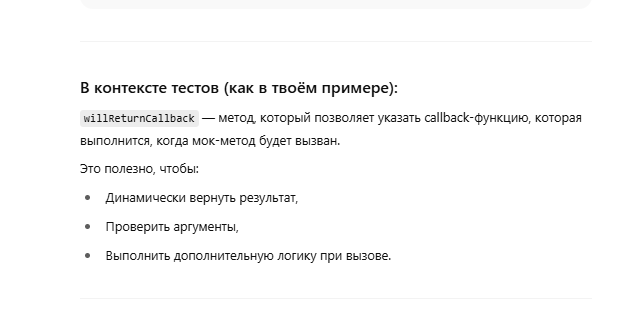 В контексте тестов (как в твоём примере):
willReturnCallback — метод, который позволяет указать callback-функцию, которая
выполнится, когда мок-метод будет вызван.
Это полезно, чтобы:
• Динамически вернуть результат,
• Проверить аргументы,
• Выполнить дополнительную логику при вызове.